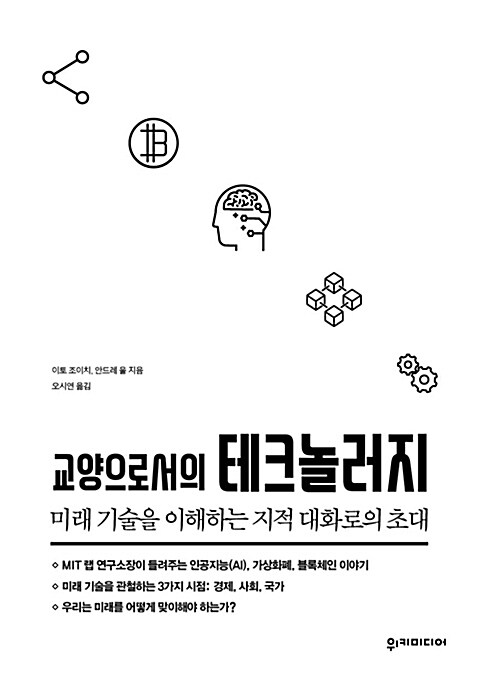 이토 조이치, 안드레 울 지음
오시연 옮김
교양으로서의 테크놀러지
미래 기술을 이해하는 지적 대화로의 초대
◇ MIT 랩 연구소장이 들려주는 인공지능(AI), 가상화폐, 블록체인 이야기
◇ 미래 기술을 관철하는 3가지 시점: 경제, 사회, 국가
◇ 우리는 미래를 어떻게 맞이해야 하는가?
위키미디어